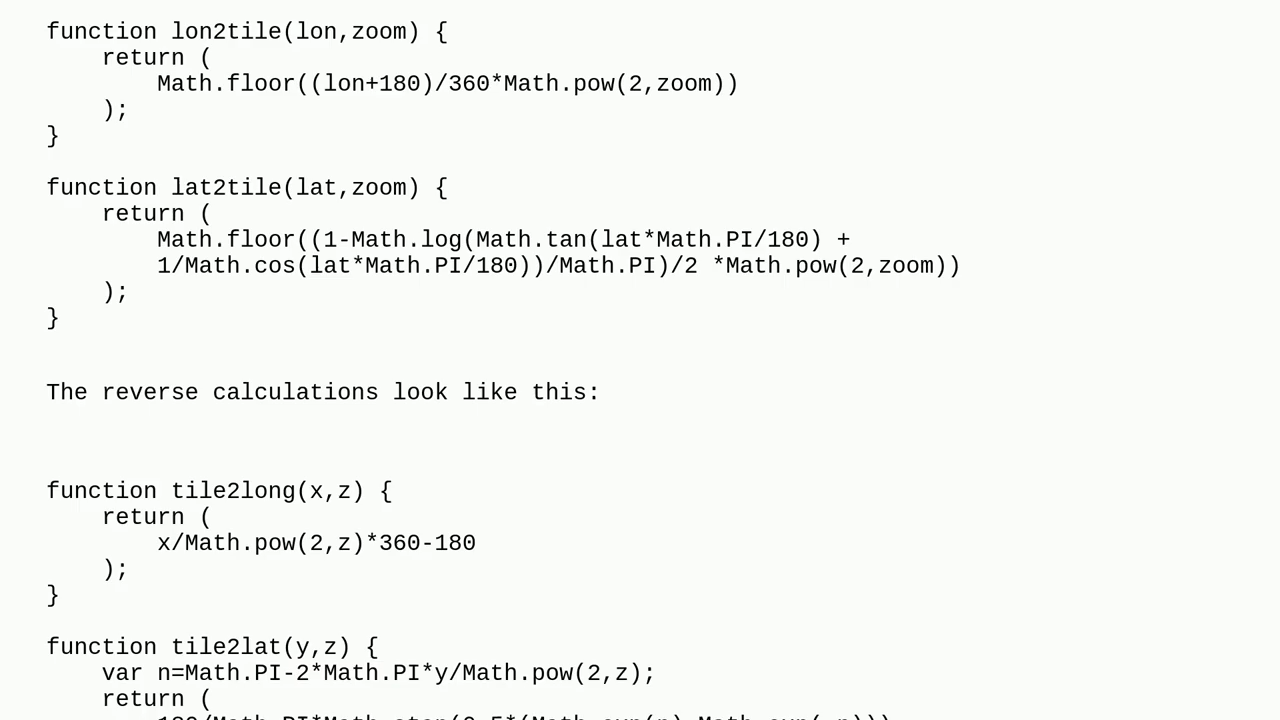 function lon2tile(lon,zoom) {
    return (
        Math.floor((lon+180)/360*Math.pow(2,zoom))
    );
}

function lat2tile(lat,zoom) {
    return (
        Math.floor((1-Math.log(Math.tan(lat*Math.PI/180) +
        1/Math.cos(lat*Math.PI/180))/Math.PI)/2 *Math.pow(2,zoom))
    );
}

The reverse calculations look like this:

function tile2long(x,z) {
    return (
        x/Math.pow(2,z)*360-180
    );
}

function tile2lat(y,z) {
    var n=Math.PI-2*Math.PI*y/Math.pow(2,z);
    return (